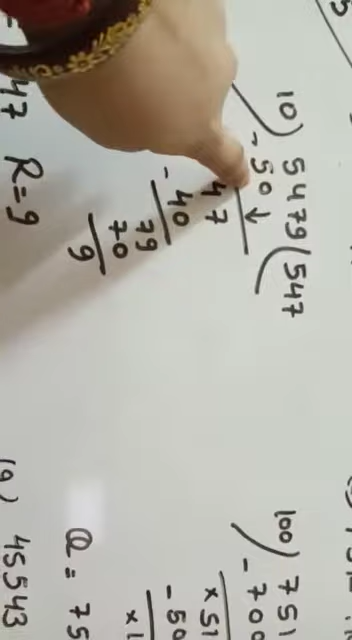 10) 5479 (547
- 50↓
47
- 40
79
70
9
47 R=9
100) 751
- 700
× 51
- 50
× 1
Q = 75
(a) 45543